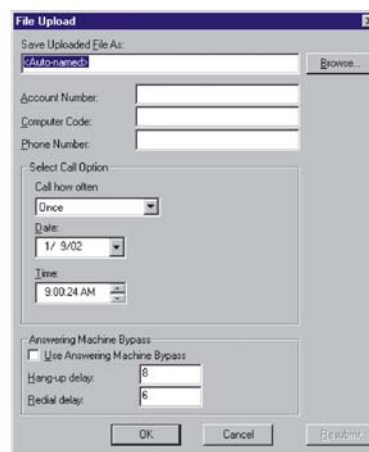 File Upload
Save Uploaded File As:
<Auto-named>
Browse...
Account Number:
Computer Code:
Phone Number:
Select Call Option
Call how often
Once
Date:
1/ 9/02
Time:
9:00:24 AM
Answering Machine Bypass
Use Answering Machine Bypass
Hang-up delay:
8
Redial delay:
6
OK
Cancel
Resubmit